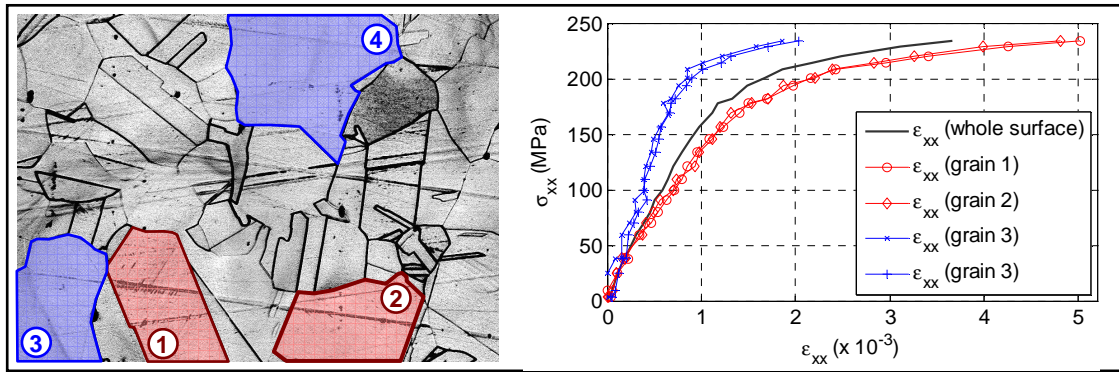 4
2
3
1
250
200
150
100
50
0
σxx (MPa)
0 1 2 3 4 5
εxx (x 10-3)
εxx (whole surface)
εxx (grain 1)
εxx (grain 2)
εxx (grain 3)
εxx (grain 3)